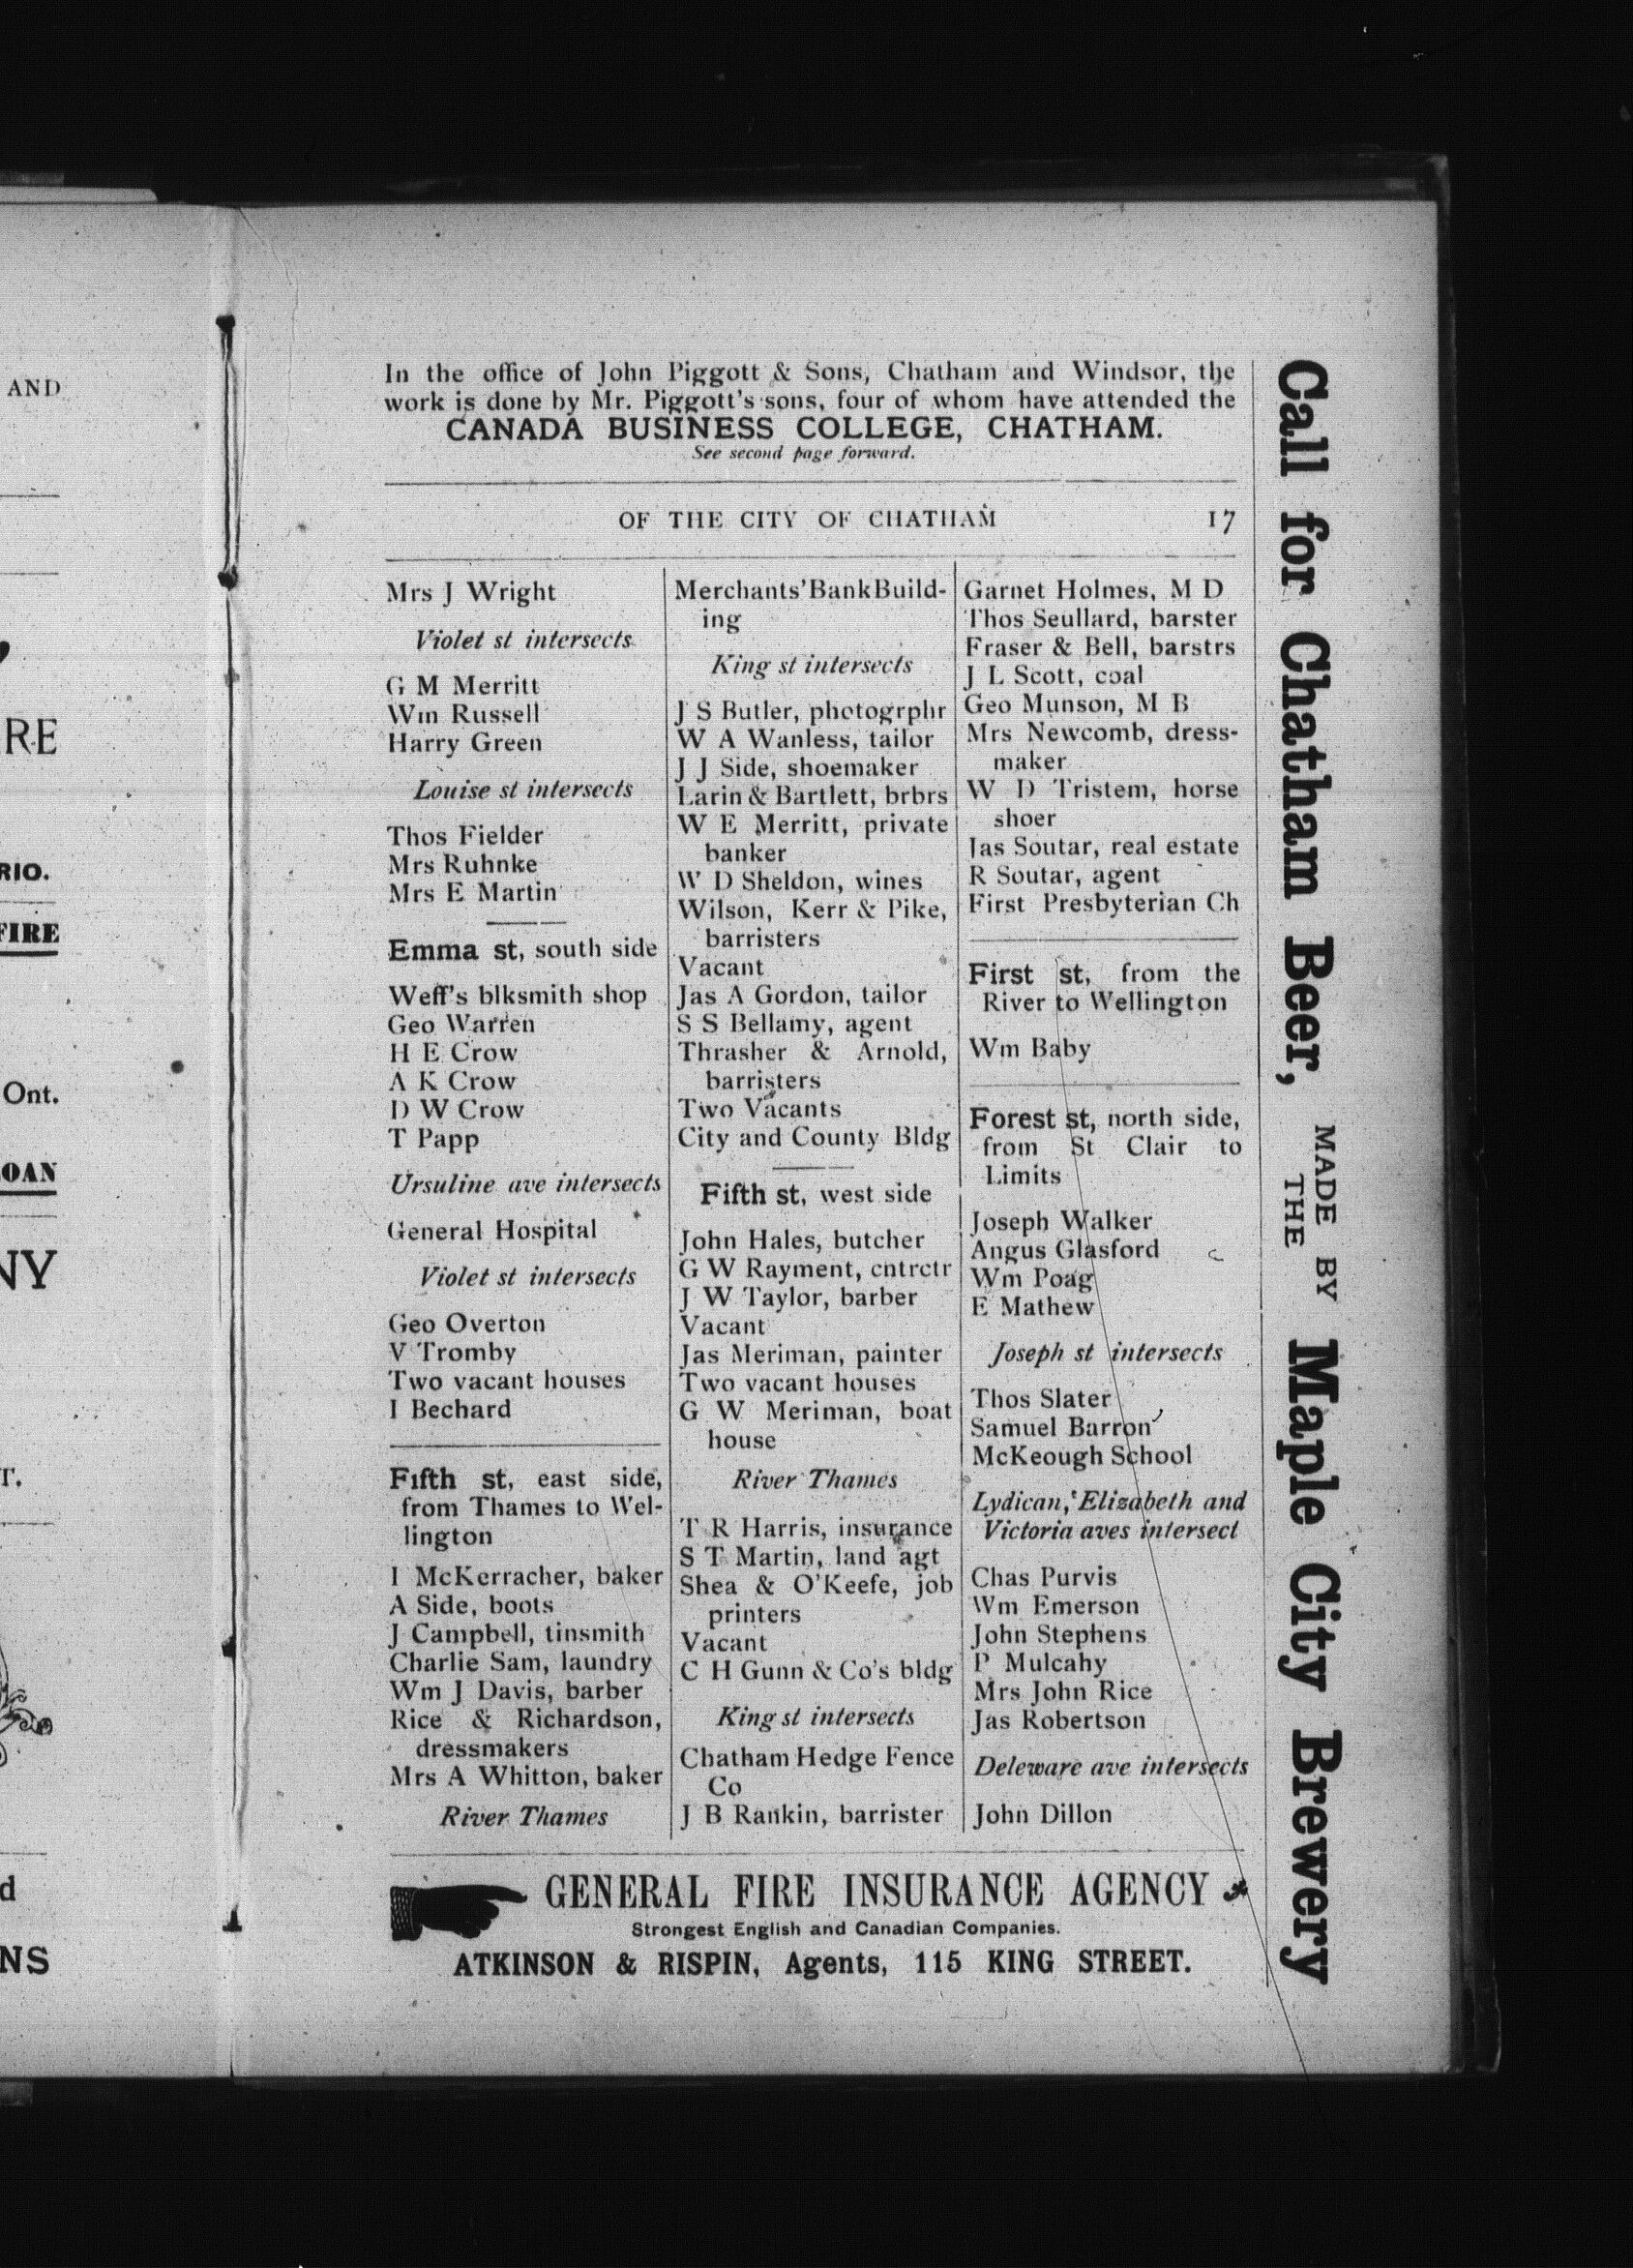 In the office of John Piggott & Sons, Chatham and Windsor, the
work is done by Mr. Piggott's sons, four of whom have attended the
CANADA BUSINESS COLLEGE, CHATHAM.
See second page forward.
OF THE CITY OF CHATHAM 17
Mrs J Wright
Violet st intersects
G M Merritt
Wm Russell
Harry Green
Louise st intersects
Thos Fielder
Mrs Ruhnke
Mrs E Martin
Emma st, south side
Weff's blksmith shop
Geo Warren
H E Crow
A K Crow
D W Crow
T Papp
Ursuline ave intersects
General Hospital
Violet st intersects
Geo Overton
V Tromby
Two vacant houses
I Bechard
Fifth st, east side,
from Thames to Wel-
lington
I McKerracher, baker
A Side, boots
J Campbell, tinsmith
Charlie Sam, laundry
Wm J Davis, barber
Rice & Richardson,
dressmakers
Mrs A Whitton, baker
River Thames
Merchants' Bank Build-
ing
King st intersects
J S Butler, photogrphr
W A Wanless, tailor
J J Side, shoemaker
Larin & Bartlett, brbrs
W E Merritt, private
banker
W D Sheldon, wines
Wilson, Kerr & Pike,
barristers
Vacant
Jas A Gordon, tailor
S S Bellamy, agent
Thrasher & Arnold,
barristers
Two Vacants
City and County Bldg
Fifth st, west side
John Hales, butcher
G W Rayment, cntrctr
J W Taylor, barber
Vacant
Jas Meriman, painter
Two vacant houses
G W Meriman, boat
house
River Thames
T R Harris, insurance
S T Martin, land agt
Shea & O'Keefe, job
printers
Vacant
C H Gunn & Co's bldg
King st intersects
Chatham Hedge Fence
Co
J B Rankin, barrister
Garnet Holmes, M D
Thos Seullard, barster
Fraser & Bell, barstrs
J L Scott, coal
Geo Munson, M B
Mrs Newcomb, dress-
maker
W D Tristem, horse
shoer
Jas Soutar, real estate
R Soutar, agent
First Presbyterian Ch
First st, from the
River to Wellington
Wm Baby
Forest st, north side,
from St Clair to
Limits
Joseph Walker
Angus Glasford
Wm Poag
E Mathew
Joseph st intersects
Thos Slater
Samuel Barron
McKeough School
Lydican, Elizabeth and
Victoria aves intersect
Chas Purvis
Wm Emerson
John Stephens
P Mulcahy
Mrs John Rice
Jas Robertson
Deleware ave intersects
John Dillon
GENERAL FIRE INSURANCE AGENCY
Strongest English and Canadian Companies.
ATKINSON & RISPIN, Agents, 115 KING STREET.
Call for Chatham Beer, MADE BY THE Maple City Brewery
AND
RE
RIO.
FIRE
Ont.
OAN
NY
T.
d
NS